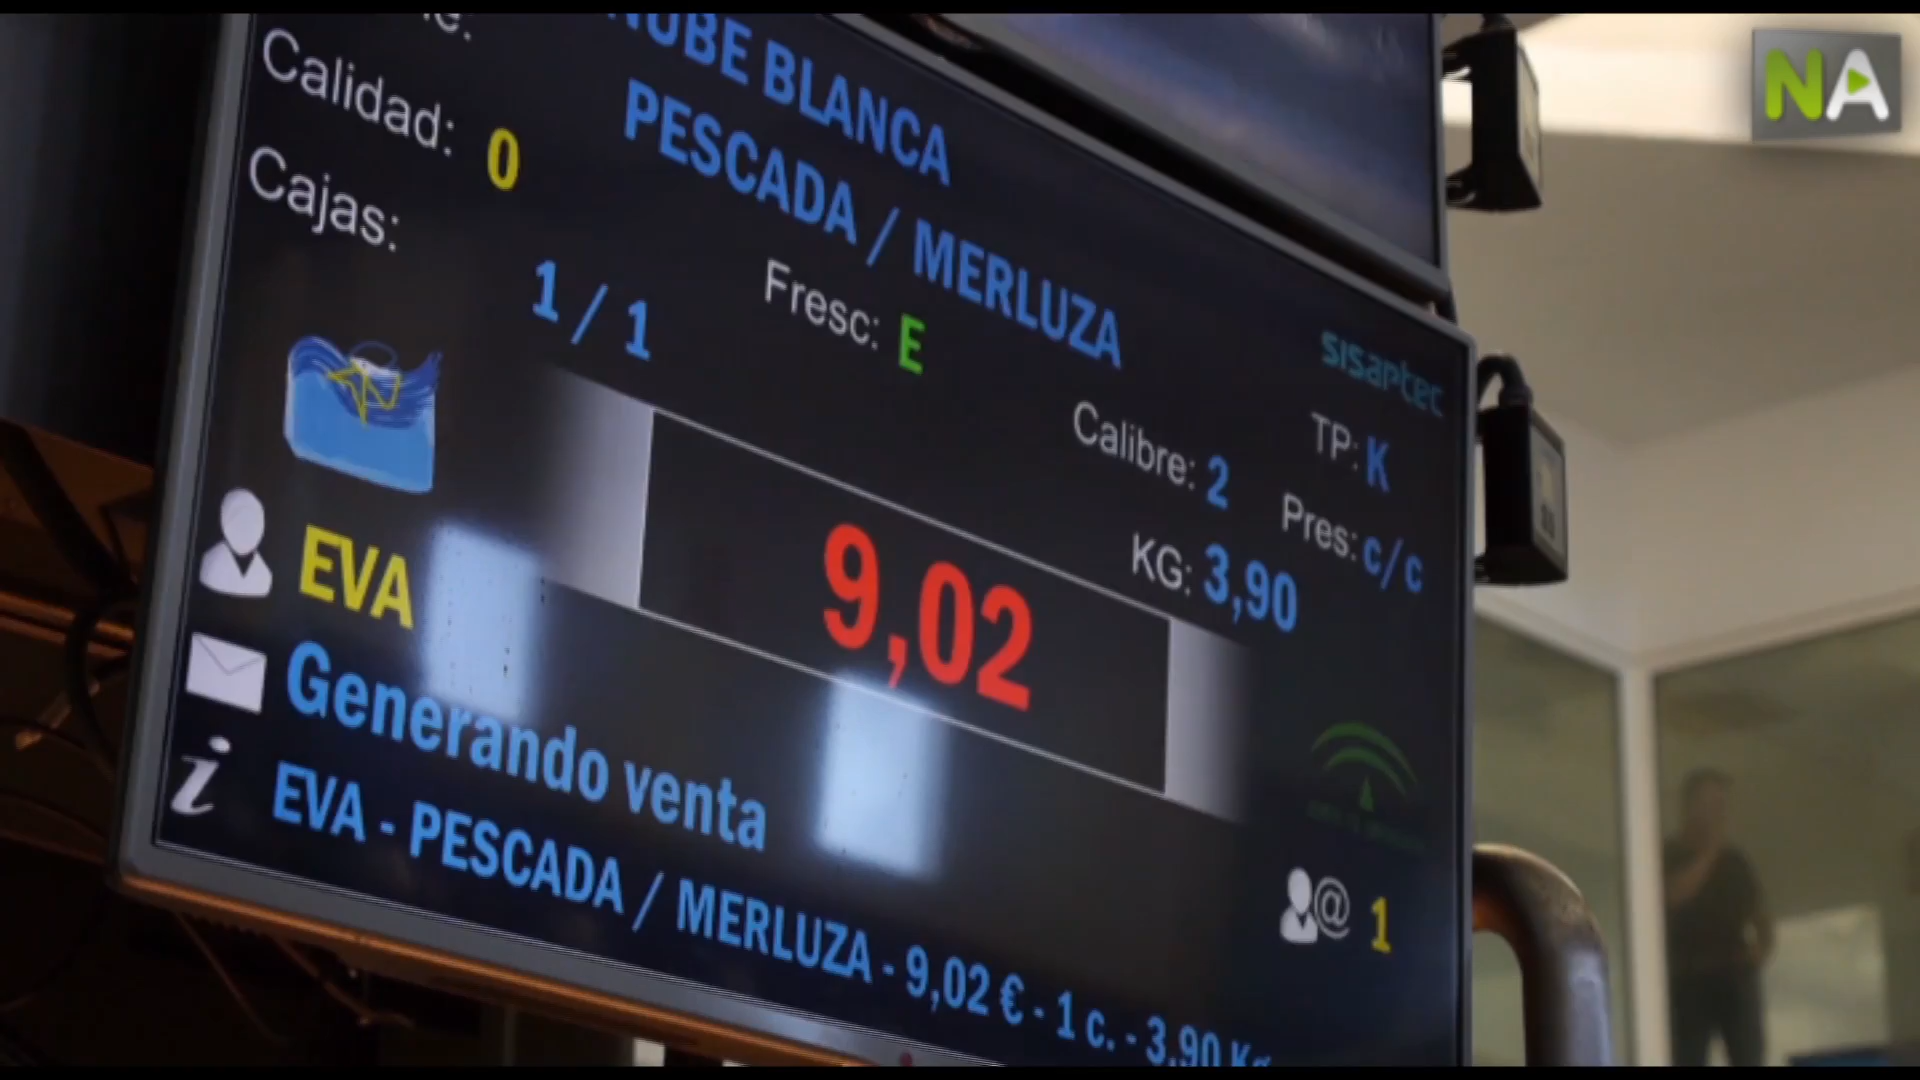 NUBE BLANCA
Calidad: 0
PESCADA / MERLUZA
Cajas: 1 / 1
Fresc: E
sisaptec
Calibre: 2
TP: K
KG: 3,90
Pres: c/c
EVA
9,02
Generando venta
i EVA - PESCADA / MERLUZA - 9,02 € - 1 c. - 3,90 Kg
@ 1
NA